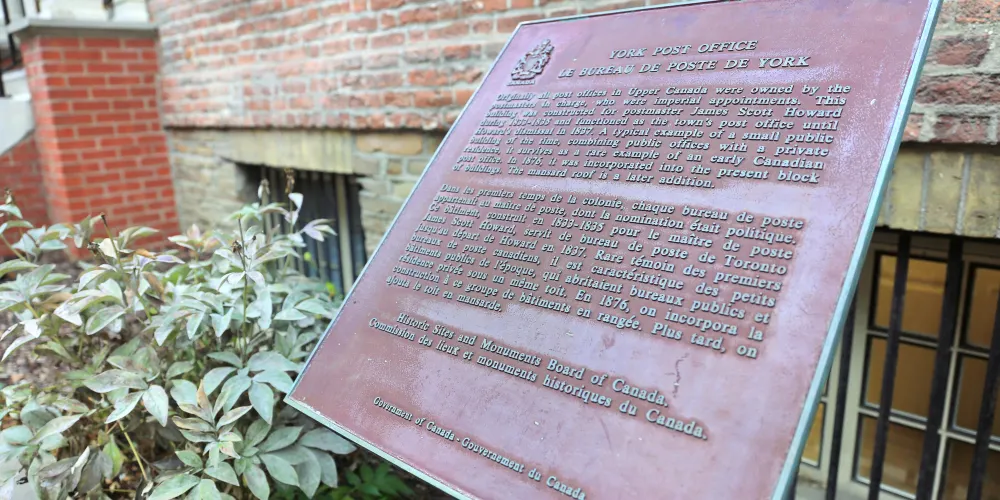 CANADA
YORK POST OFFICE
LE BUREAU DE POSTE DE YORK
Originally all post offices in Upper Canada were owned by the
postmasters in charge, who were imperial appointments. This
building was constructed for postmaster James Scott Howard
during 1833-1835 and functioned as the town's post office until
Howard's dismissal in 1837. A typical example of a small public
building of the time, combining public offices with a private
residence, it survives as a rare example of an early Canadian
post office. In 1876, it was incorporated into the present block
of buildings. The mansard roof is a later addition.
Dans les premiers temps de la colonie, chaque bureau de poste
appartenait au maître de poste, dont la nomination était politique.
Ce bâtiment, construit en 1833-1835 pour le maître de poste
James Scott Howard, servit de bureau de poste de Toronto
jusqu'au départ de Howard en 1837. Rare témoin des premiers
bureaux de poste canadiens, il est caractéristique des petits
bâtiments publics de l'époque, qui abritaient bureaux publics et
résidence privée sous un même toit. En 1876, on incorpora la
construction à ce groupe de bâtiments en rangée. Plus tard, on
ajouta le toit en mansarde.
Historic Sites and Monuments Board of Canada.
Commission des lieux et monuments historiques du Canada.
Government of Canada - Gouvernement du Canada